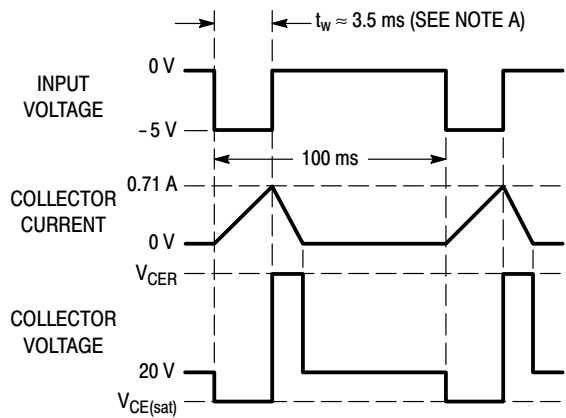 tw ≈ 3.5 ms (SEE NOTE A)
0 V
INPUT
VOLTAGE
– 5 V
100 ms
0.71 A
COLLECTOR
CURRENT
0 V
VCER
COLLECTOR
VOLTAGE
20 V
VCE(sat)